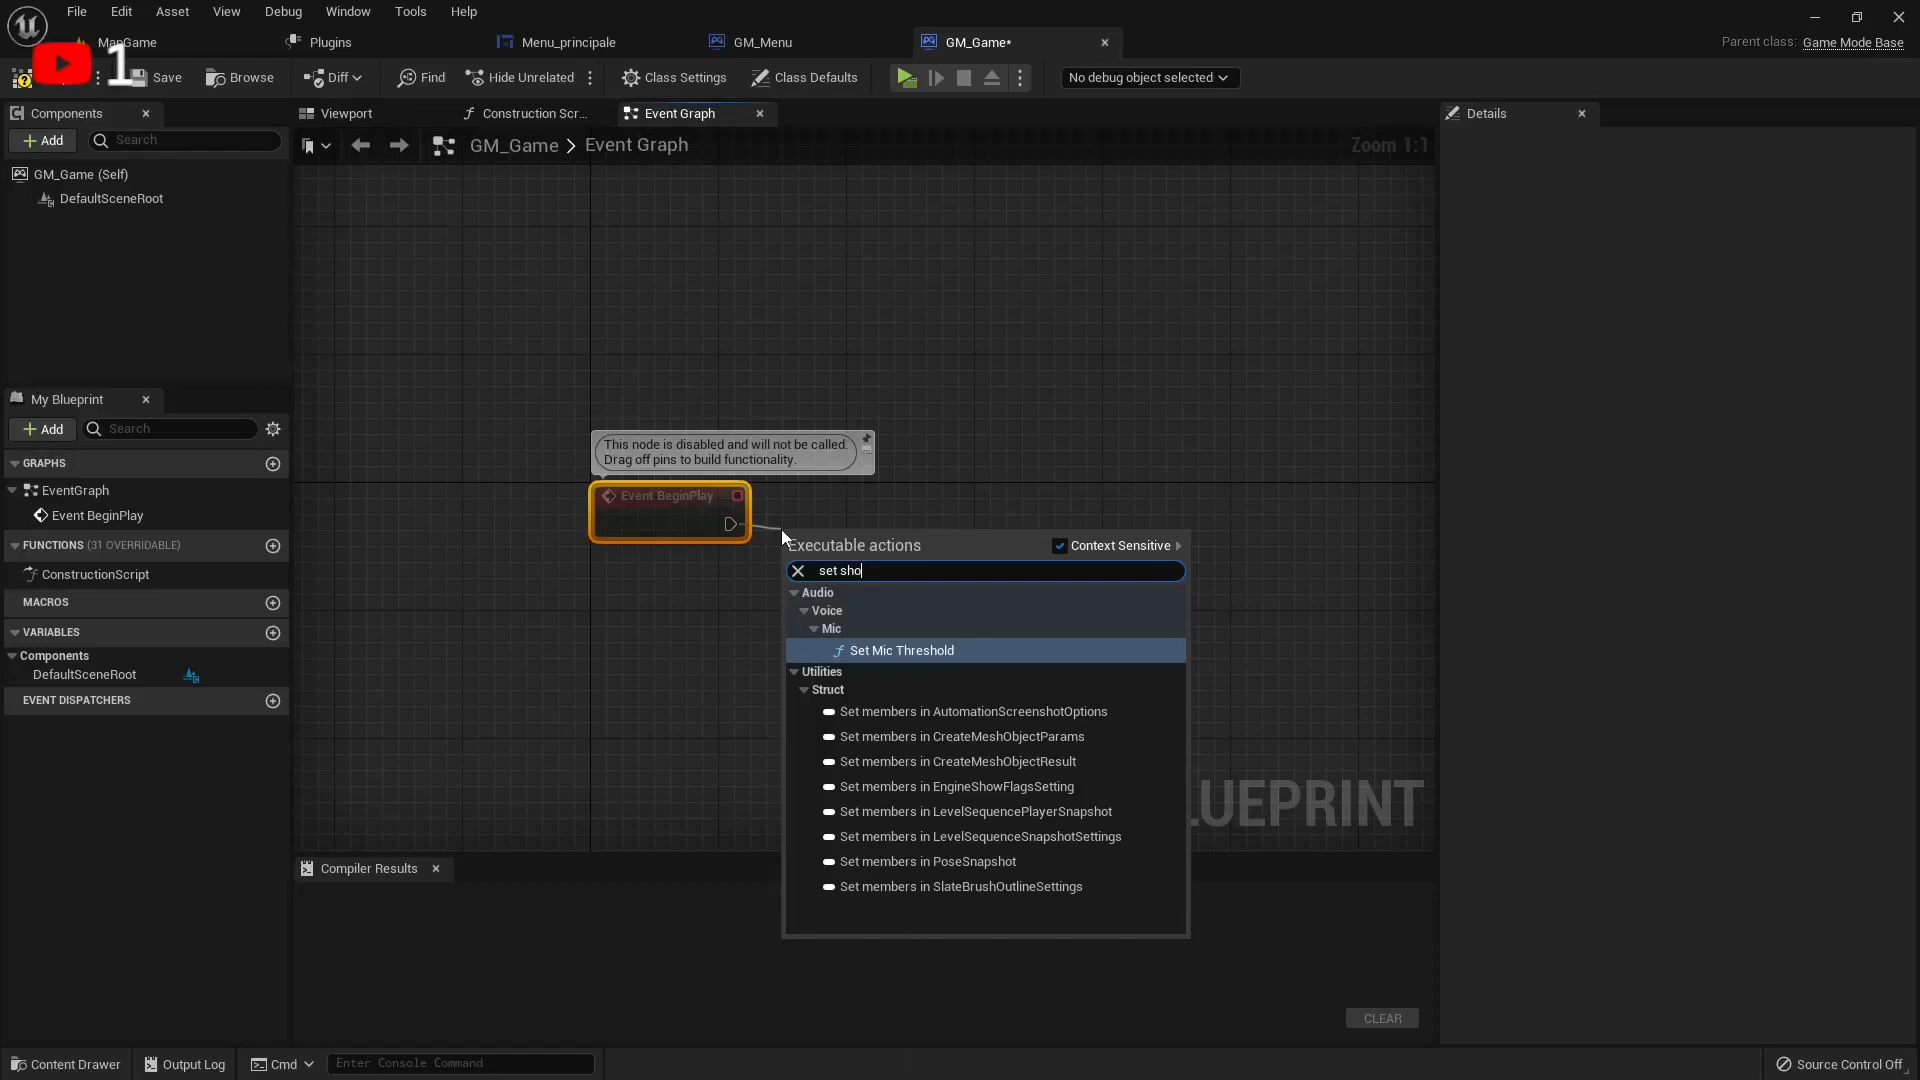 File Edit Asset View Debug Window Tools Help
MapGame Plugins Menu_principale GM_Menu GM_Game*
Parent class: Game Mode Base
1
Save Browse Diff Find Hide Unrelated Class Settings Class Defaults No debug object selected
Components
Viewport Construction Scr... Event Graph
Details
Add Search
GM_Game > Event Graph
Zoom 1:1
GM_Game (Self)
DefaultSceneRoot
My Blueprint
Add Search
GRAPHS
EventGraph
Event BeginPlay
FUNCTIONS (31 OVERRIDABLE)
ConstructionScript
MACROS
VARIABLES
Components
DefaultSceneRoot
EVENT DISPATCHERS
This node is disabled and will not be called.
Drag off pins to build functionality.
Event BeginPlay
Executable actions Context Sensitive
set sho
Audio
Voice
Mic
Set Mic Threshold
Utilities
Struct
Set members in AutomationScreenshotOptions
Set members in CreateMeshObjectParams
Set members in CreateMeshObjectResult
Set members in EngineShowFlagsSetting
Set members in LevelSequencePlayerSnapshot
Set members in LevelSequenceSnapshotSettings
Set members in PoseSnapshot
Set members in SlateBrushOutlineSettings
LUEPRINT
Compiler Results
CLEAR
Content Drawer Output Log Cmd Enter Console Command
Source Control Off